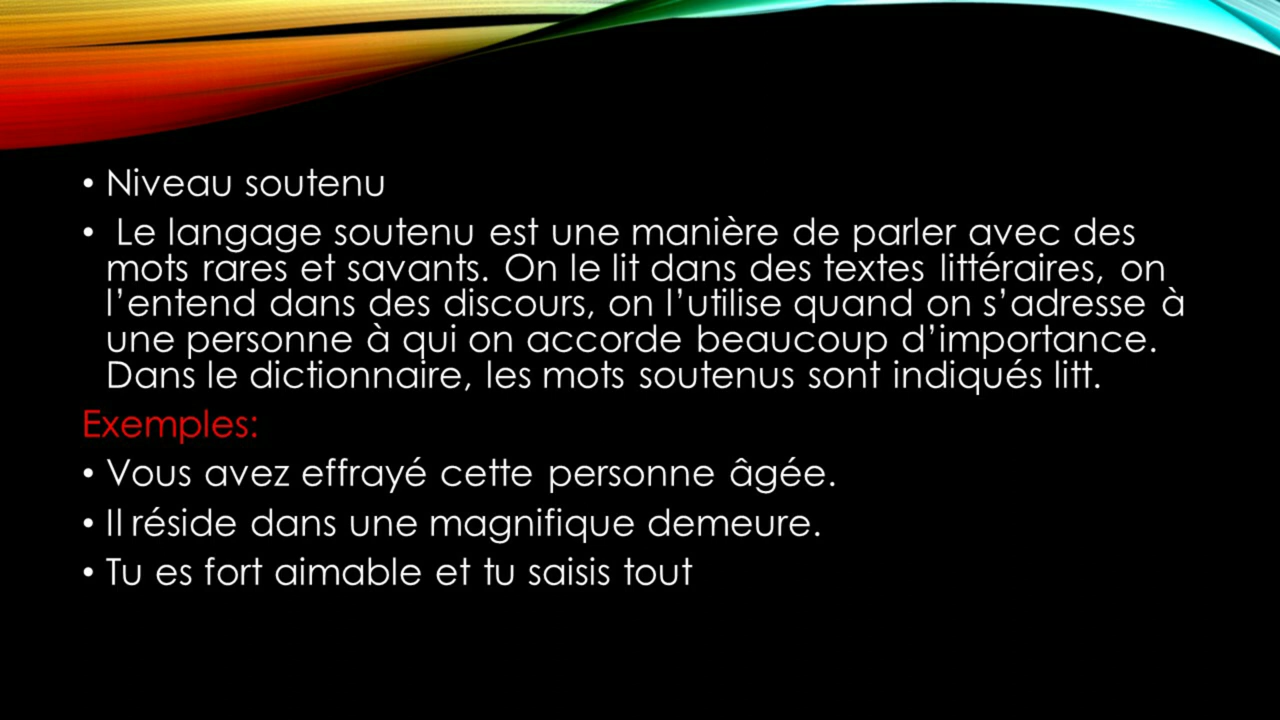 • Niveau soutenu
• Le langage soutenu est une manière de parler avec des
mots rares et savants. On le lit dans des textes littéraires, on
l’entend dans des discours, on l’utilise quand on s’adresse à
une personne à qui on accorde beaucoup d’importance.
Dans le dictionnaire, les mots soutenus sont indiqués litt.
Exemples:
• Vous avez effrayé cette personne âgée.
• Il réside dans une magnifique demeure.
• Tu es fort aimable et tu saisis tout